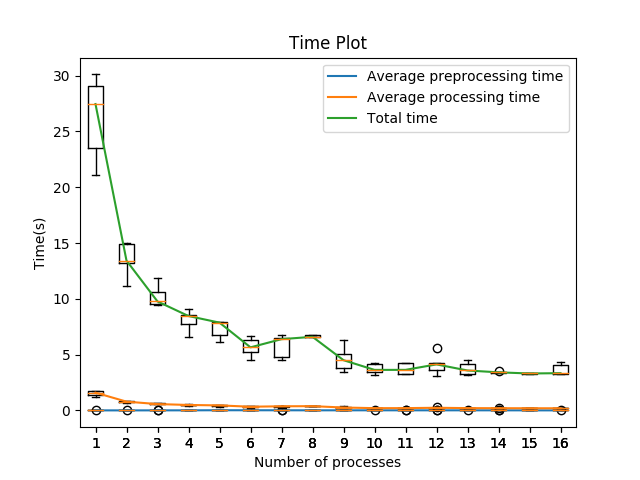 Time Plot
Average preprocessing time
Average processing time
Total time
30
25
20
15
10
5
0
Time(s)
1 2 3 4 5 6 7 8 9 10 11 12 13 14 15 16
Number of processes